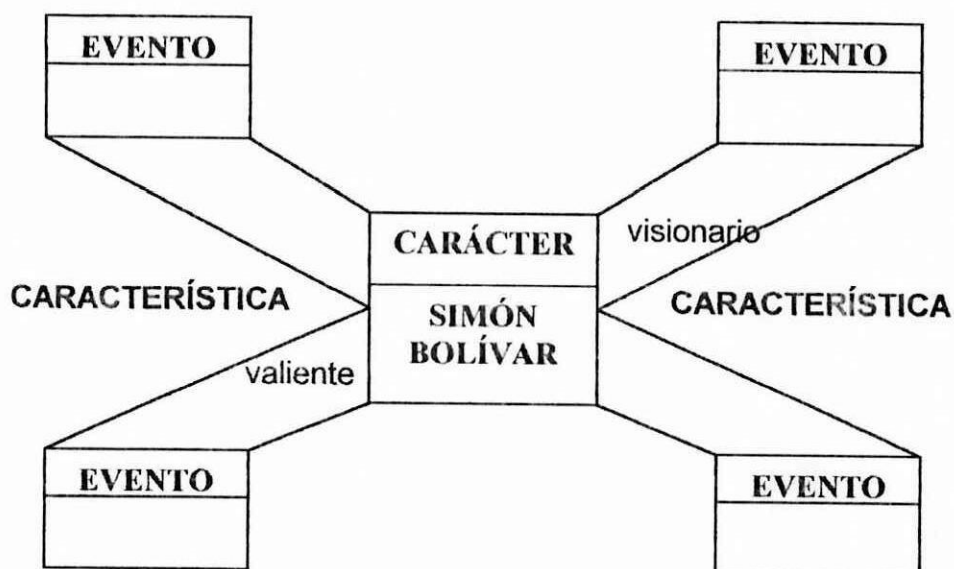 EVENTO
EVENTO
CARÁCTER
visionario
CARACTERÍSTICA
SIMÓN
BOLÍVAR
CARACTERÍSTICA
valiente
EVENTO
EVENTO